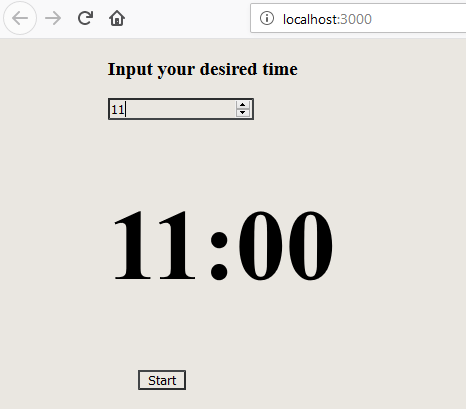 localhost:3000
Input your desired time
11
11:00
Start